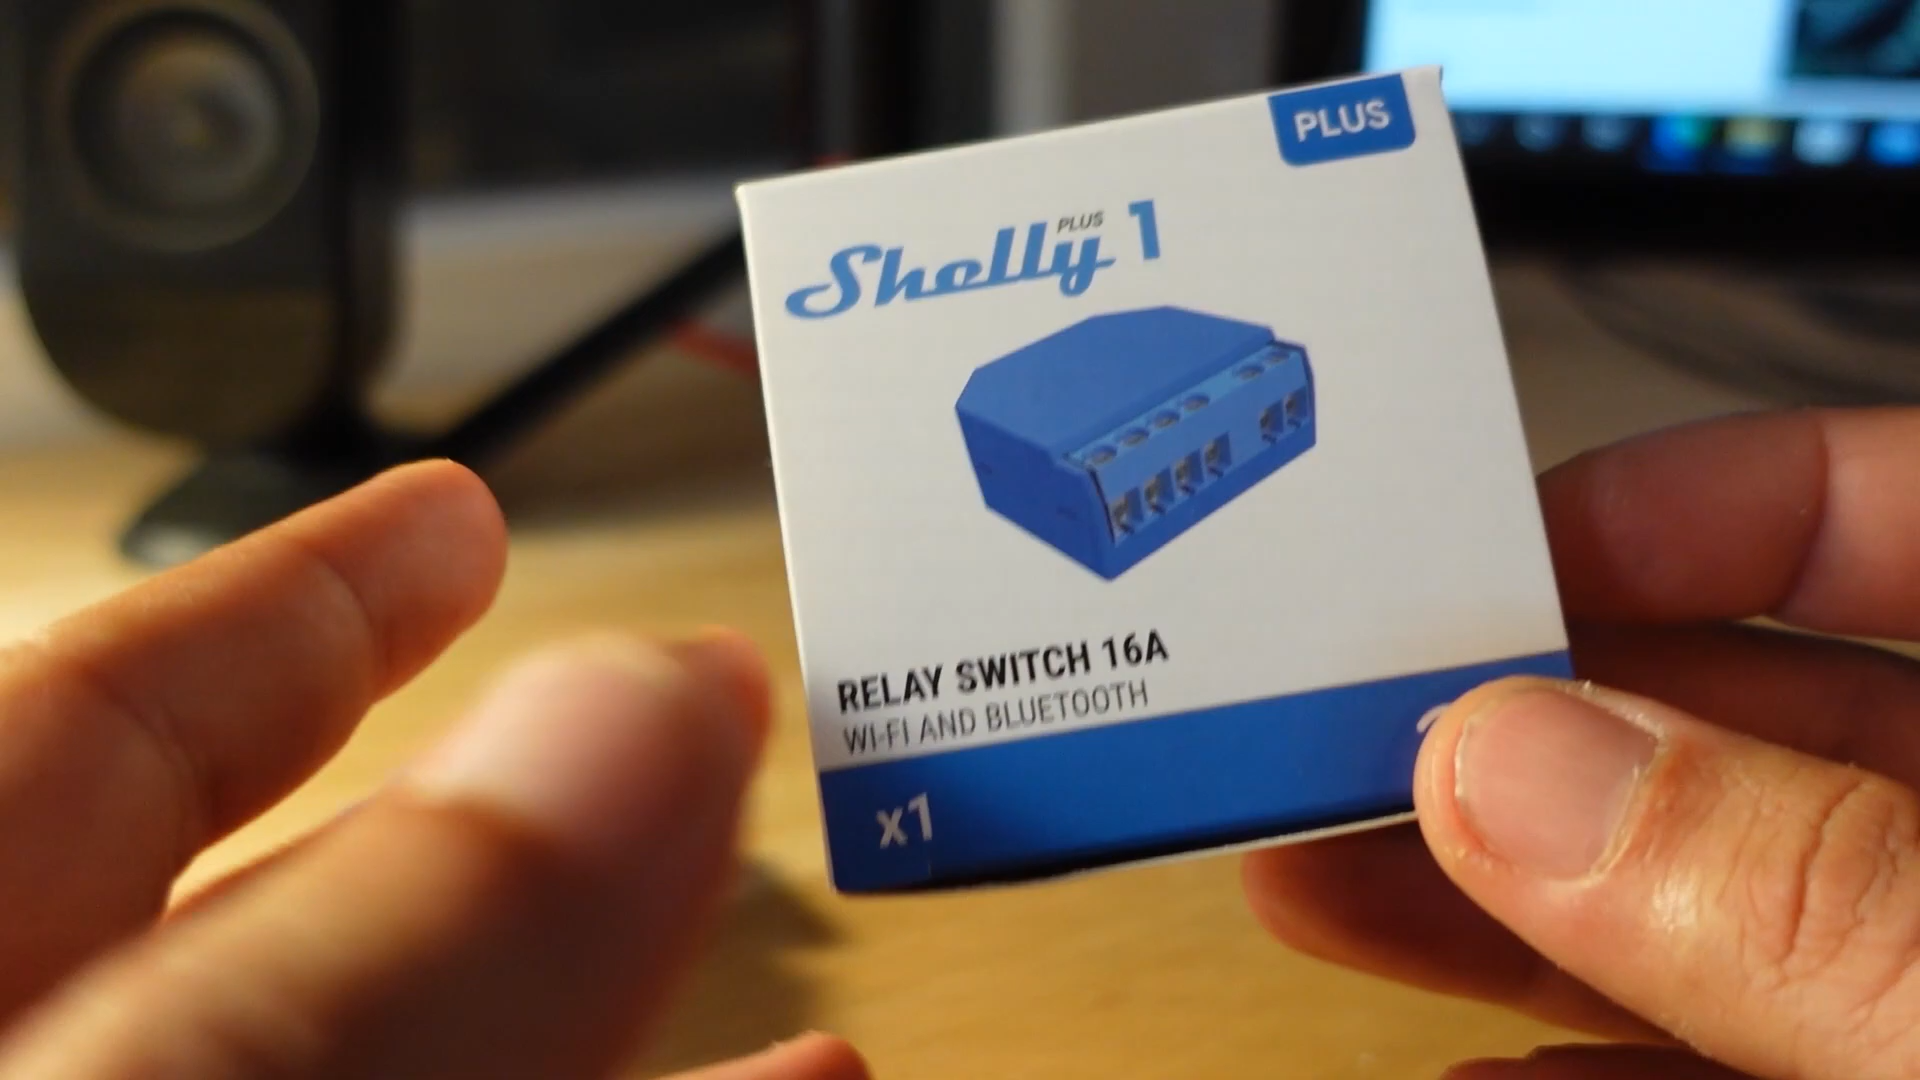 PLUS
Shelly PLUS 1
RELAY SWITCH 16A
WI-FI AND BLUETOOTH
x1